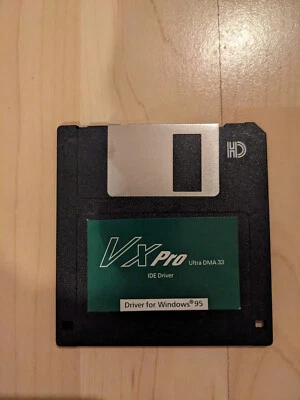 HD
VXPro Ultra DMA 33
IDE Driver
Driver for Windows®95